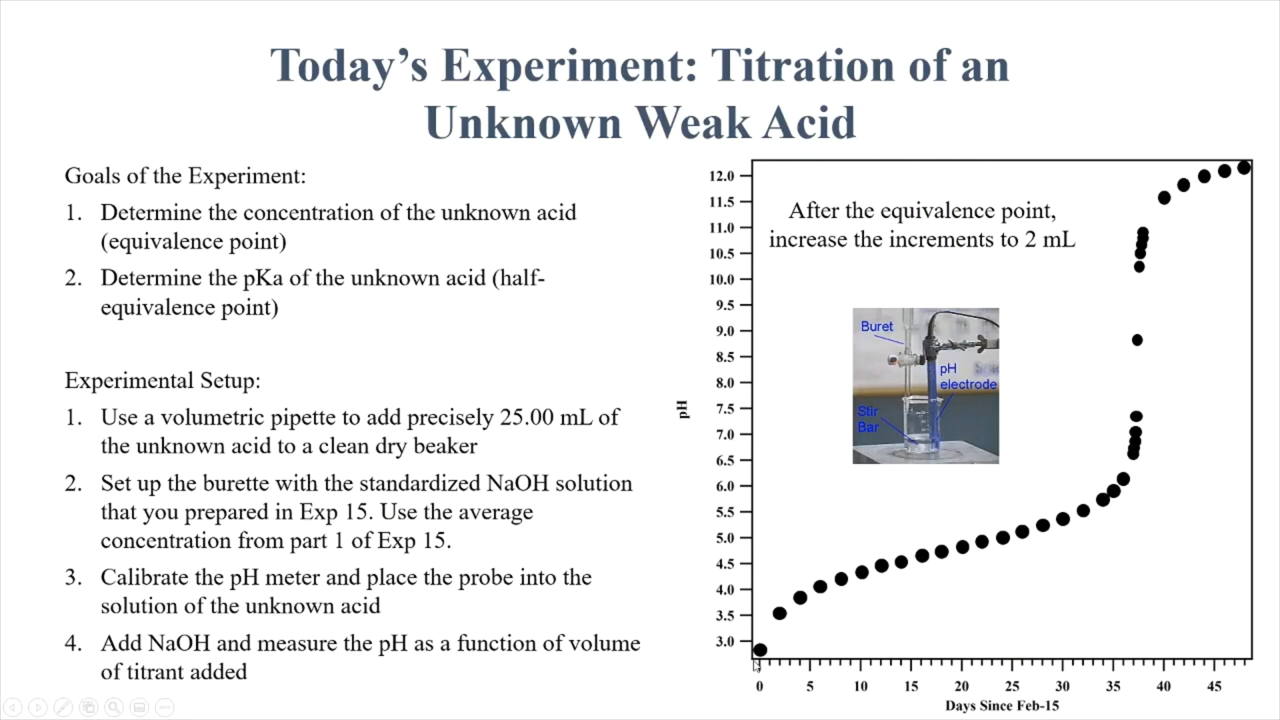 Today's Experiment: Titration of an
Unknown Weak Acid
Goals of the Experiment:
1. Determine the concentration of the unknown acid
(equivalence point)
2. Determine the pKa of the unknown acid (half-
equivalence point)
Experimental Setup:
1. Use a volumetric pipette to add precisely 25.00 mL of
the unknown acid to a clean dry beaker
2. Set up the burette with the standardized NaOH solution
that you prepared in Exp 15. Use the average
concentration from part 1 of Exp 15.
3. Calibrate the pH meter and place the probe into the
solution of the unknown acid
4. Add NaOH and measure the pH as a function of volume
of titrant added
After the equivalence point,
increase the increments to 2 mL
Buret
pH
electrode
Stir
Bar
pH
12.0
11.5
11.0
10.5
10.0
9.5
9.0
8.5
8.0
7.5
7.0
6.5
6.0
5.5
5.0
4.5
4.0
3.5
3.0
0 5 10 15 20 25 30 35 40 45
Days Since Feb-15